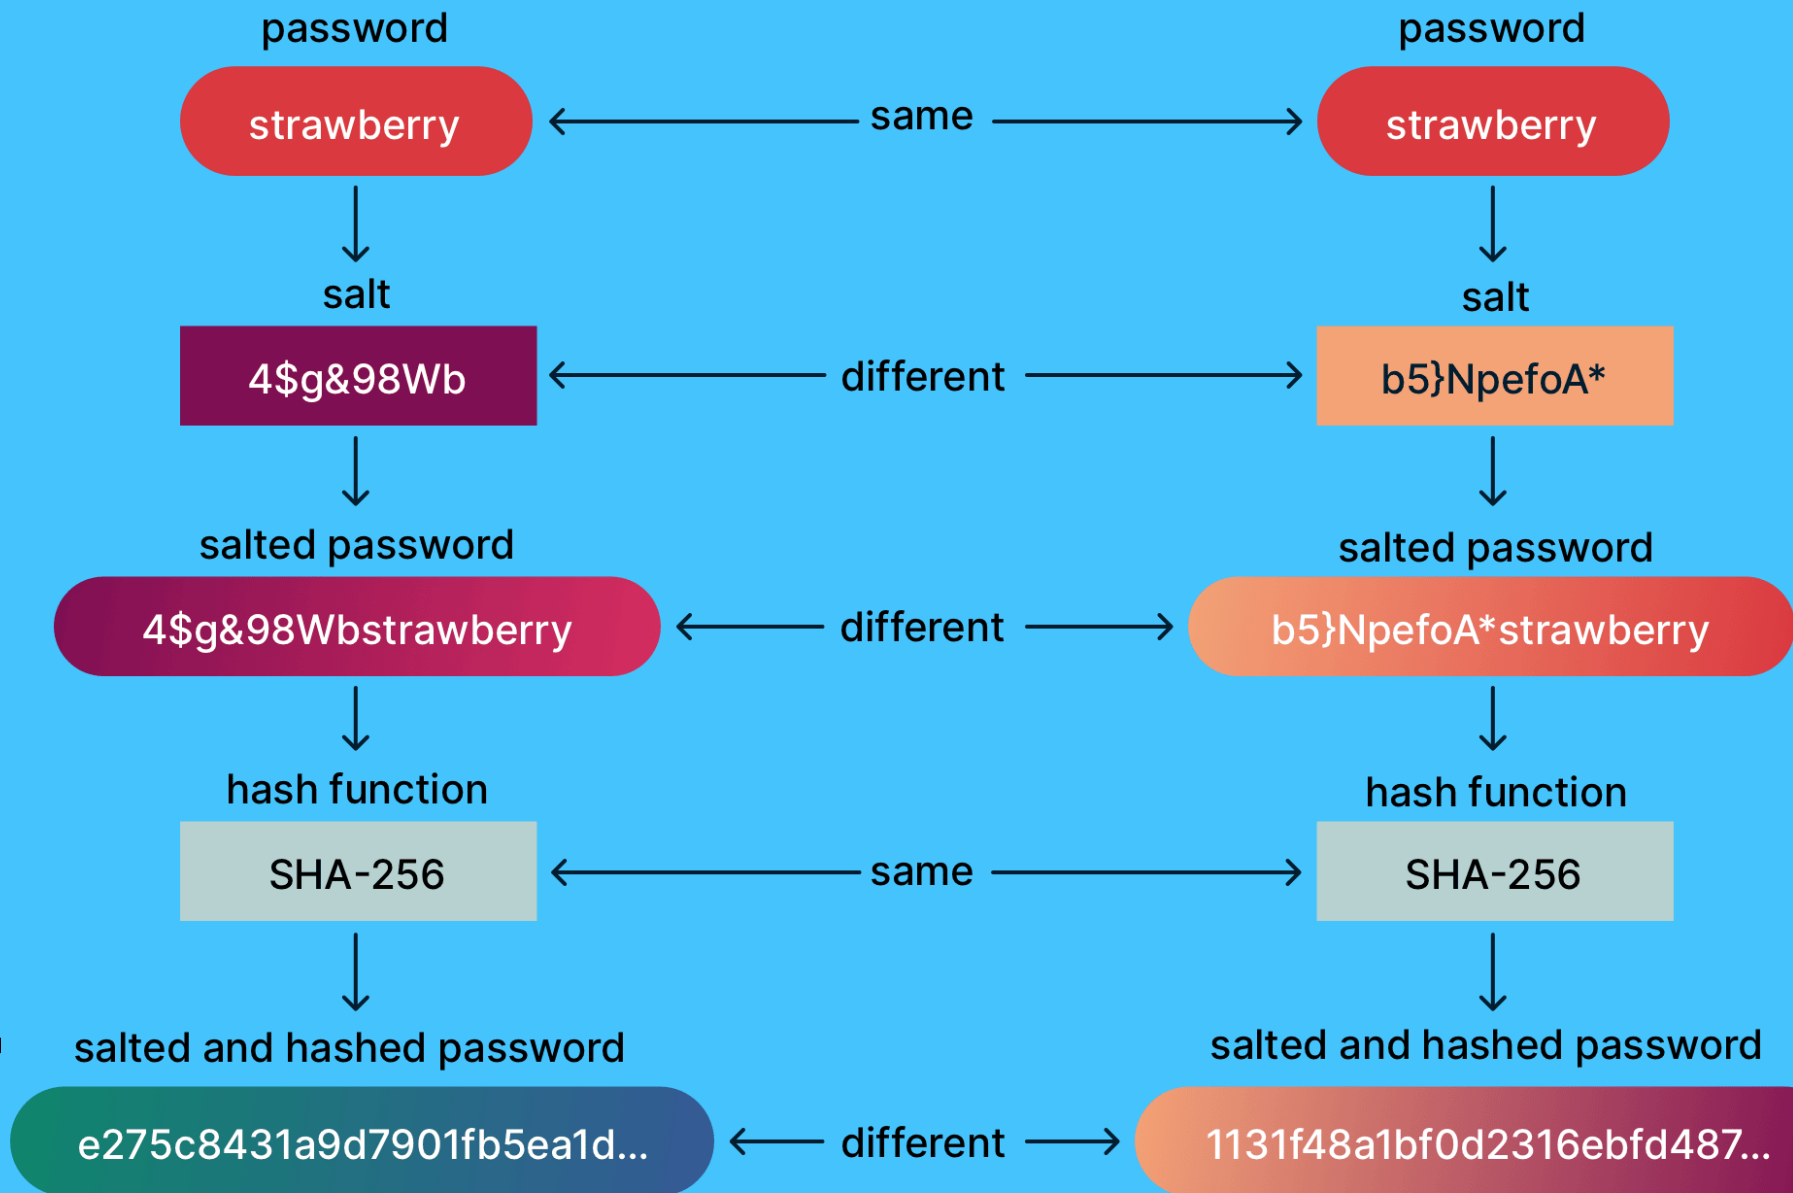 password
password
strawberry
same
strawberry
salt
salt
4$g&98Wb
different
b5}NpefoA*
salted password
salted password
4$g&98Wbstrawberry
different
b5}NpefoA*strawberry
hash function
hash function
SHA-256
same
SHA-256
salted and hashed password
salted and hashed password
e275c8431a9d7901fb5ea1d...
different
1131f48a1bf0d2316ebfd487...